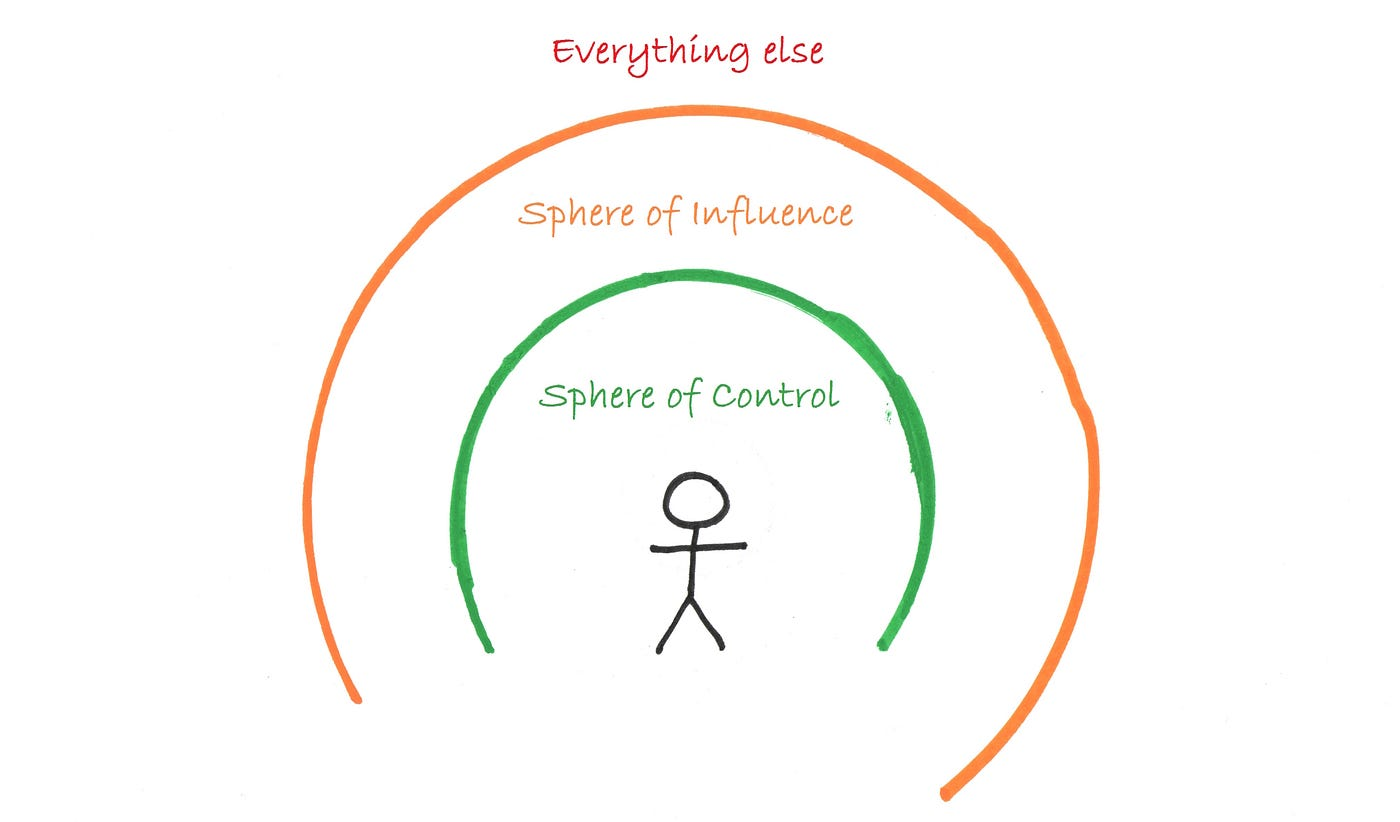 Everything else
Sphere of Influence
Sphere of Control